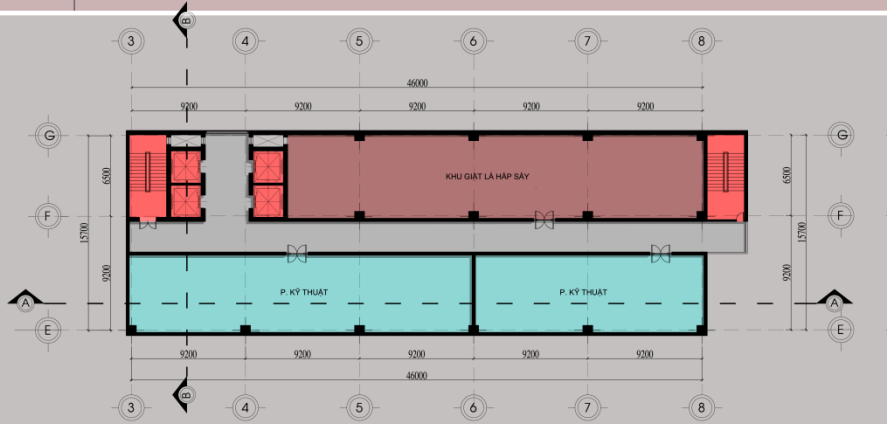 B
3 4 5 6 7 8
46000
9200 9200 9200 9200 9200
G G
6500 KHU GIẶT LÀ HẤP SẤY 6500
F F
15700 15700
9200 P. KỸ THUẬT P. KỸ THUẬT 9200
A A
E E
9200 9200 9200 9200 9200
46000
B
3 4 5 6 7 8